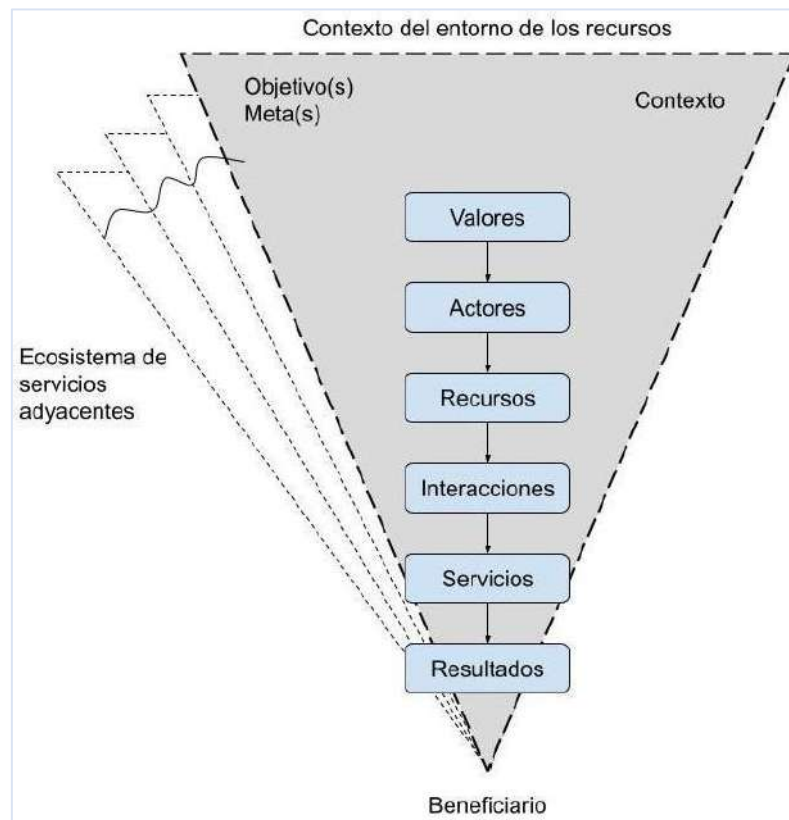 Contexto del entorno de los recursos
Objetivo(s)
Meta(s)
Contexto
Valores
Actores
Recursos
Ecosistema de
servicios
adyacentes
Interacciones
Servicios
Resultados
Beneficiario